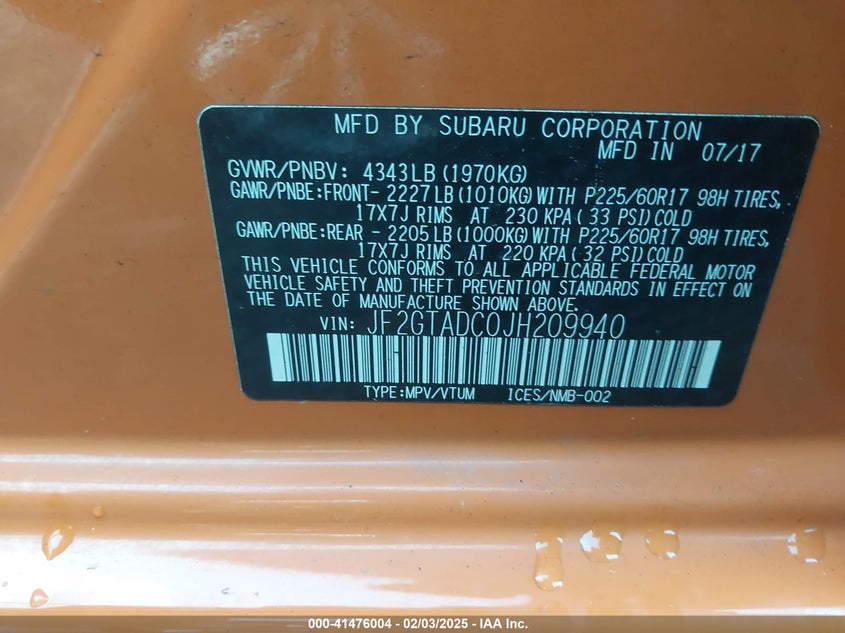 MFD BY SUBARU CORPORATION
MFD IN 07/17
GVWR/PNBV: 4343LB (1970KG)
GAWR/PNBE:FRONT- 2227LB (1010KG) WITH P225/60R17 98H TIRES,
17X7J RIMS AT 230 KPA( 33 PSI) COLD
GAWR/PNBE:REAR - 2205LB (1000KG) WITH P225/60R17 98H TIRES,
17X7J RIMS AT 220 KPA( 32 PSI) COLD
THIS VEHICLE CONFORMS TO ALL APPLICABLE FEDERAL MOTOR
VEHICLE SAFETY AND THEFT PREVENTION STANDARDS IN EFFECT ON
THE DATE OF MANUFACTURE SHOWN ABOVE.
VIN: JF2GTADC0JH209940
TYPE:MPV/VTUM ICES/NMB-002
000-41476004 - 02/03/2025 - IAA Inc.